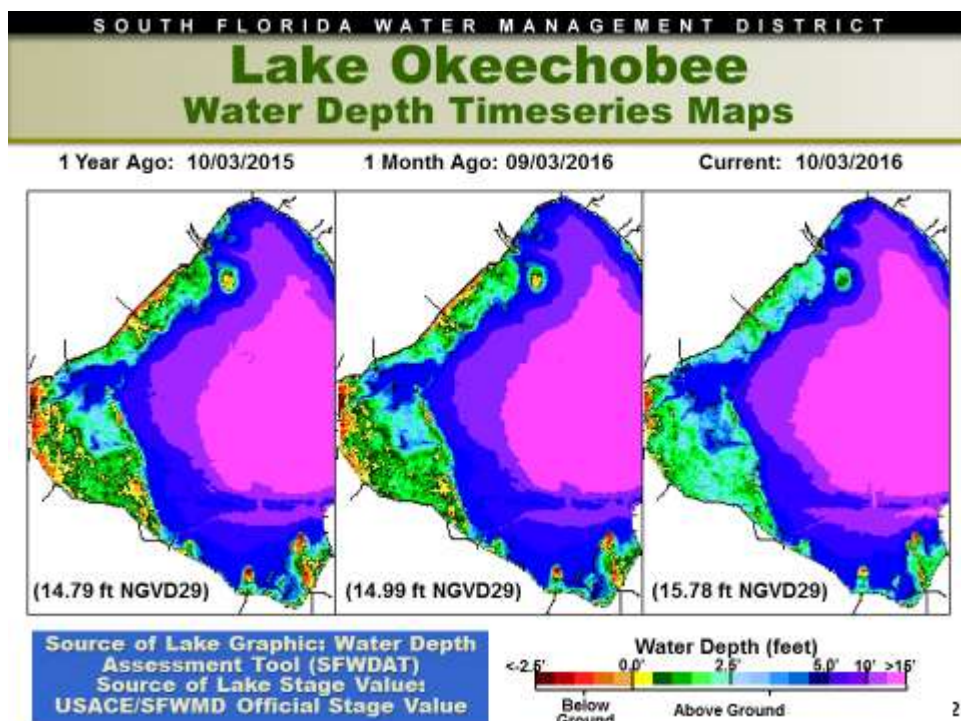 SOUTH FLORIDA WATER MANAGEMENT DISTRICT
Lake Okeechobee
Water Depth Timeseries Maps
1 Year Ago: 10/03/2015
1 Month Ago: 09/03/2016
Current: 10/03/2016
(14.79 ft NGVD29)
(14.99 ft NGVD29)
(15.78 ft NGVD29)
Source of Lake Graphic: Water Depth
Assessment Tool (SFWDAT)
Source of Lake Stage Value:
USACE/SFWMD Official Stage Value
Water Depth (feet)
<-2.5' 0.0' 2.5' 5.0' 10' >15'
Below
Ground
Above Ground
2